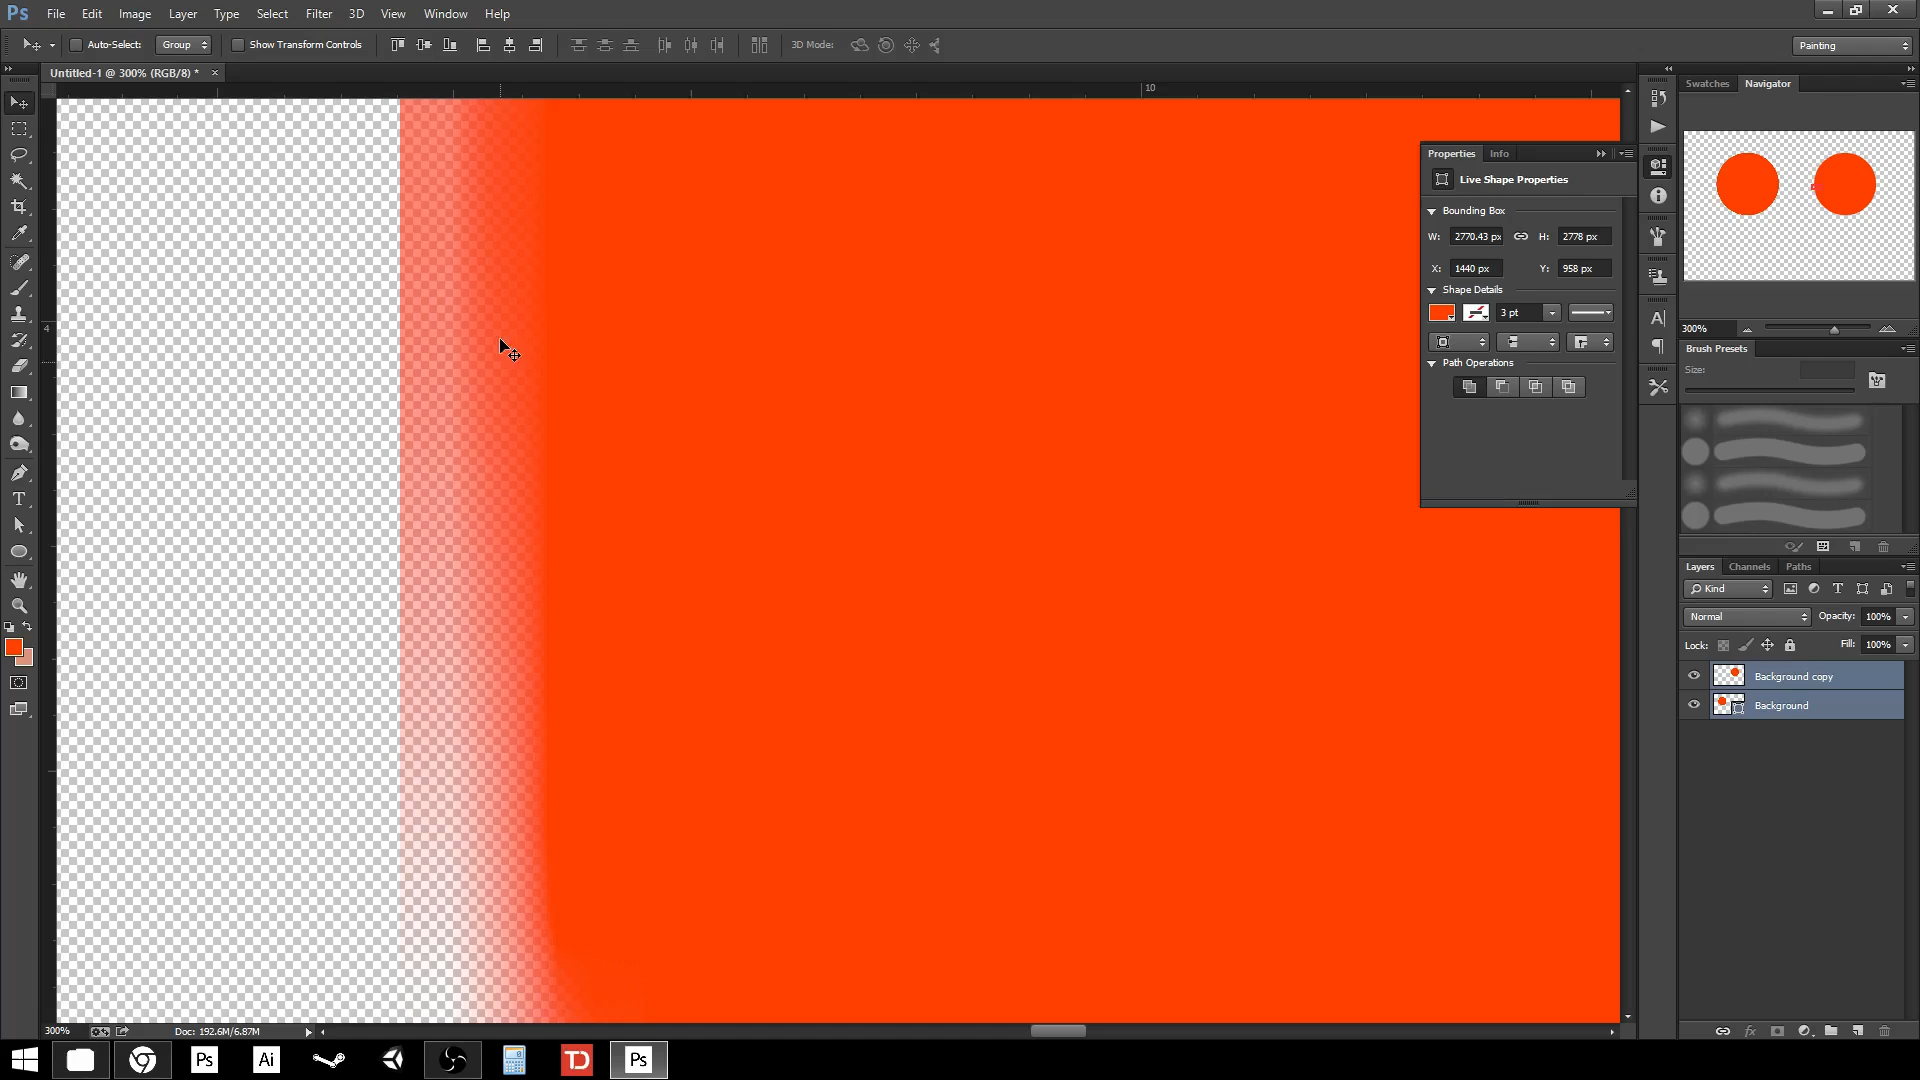 Ps File Edit Image Layer Type Select Filter 3D View Window Help
Auto-Select: Group Show Transform Controls 3D Mode: Painting
Untitled-1 @ 300% (RGB/8) * ×
10
4
Swatches Navigator
300%
Properties Info
Live Shape Properties
Bounding Box
W: 2770.43 px H: 2778 px
X: 1440 px Y: 958 px
Shape Details
3 pt
Path Operations
Brush Presets
Size:
Layers Channels Paths
Kind
Normal Opacity: 100%
Lock: Fill: 100%
Background copy
Background
300% Doc: 192.6M/6.87M
Ps Ai TD Ps